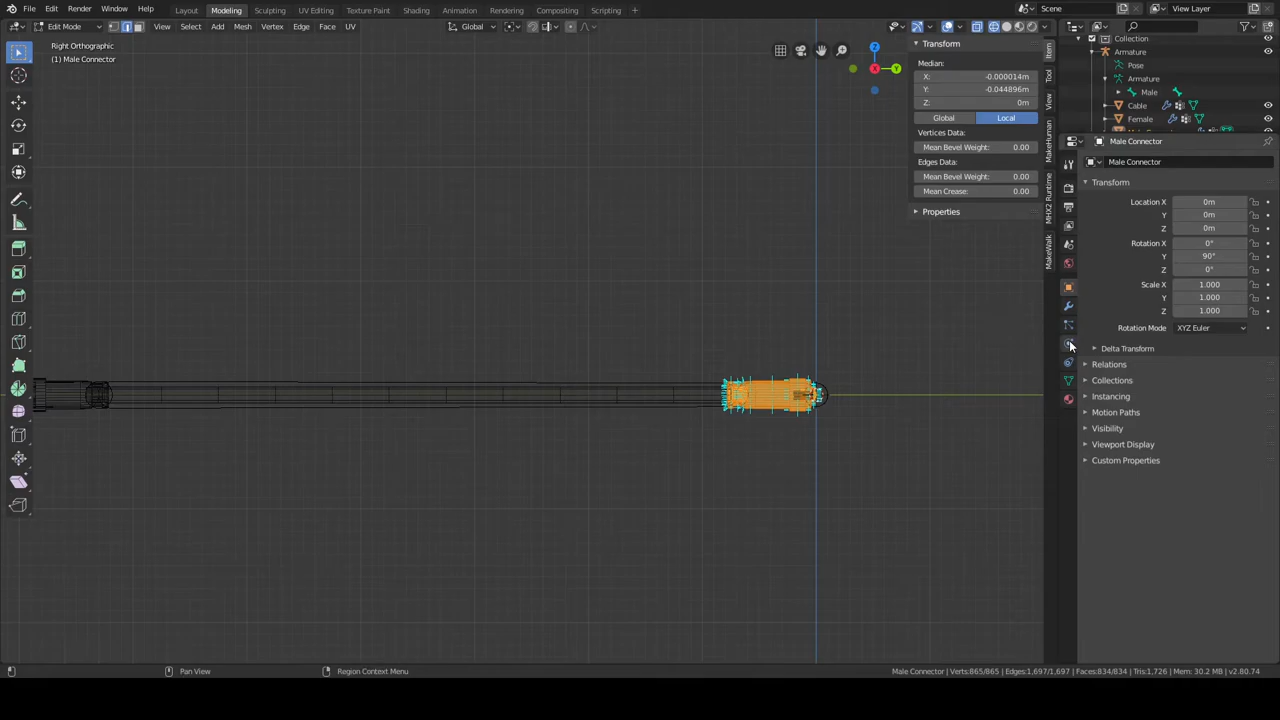 File Edit Render Window Help Layout Modeling Sculpting UV Editing Texture Paint Shading Animation Rendering Compositing Scripting + Scene View Layer
Edit Mode View Select Add Mesh Vertex Edge Face UV Global
Right Orthographic
(1) Male Connector
Z
X
Y
Transform
Median:
X: -0.000014m
Y: -0.044896m
Z: 0m
Global Local
Vertices Data:
Mean Bevel Weight: 0.00
Edges Data:
Mean Bevel Weight: 0.00
Mean Crease: 0.00
Properties
Item
Tool
View
MakeHuman
MHX2 Runtime
MakeWalk
Collection
Armature
Pose
Armature
Male
Cable
Female
Male Connector
Male Connector
Transform
Location X 0m
Y 0m
Z 0m
Rotation X 0°
Y 90°
Z 0°
Scale X 1.000
Y 1.000
Z 1.000
Rotation Mode XYZ Euler
Delta Transform
Relations
Collections
Instancing
Motion Paths
Visibility
Viewport Display
Custom Properties
Pan View Region Context Menu Male Connector | Verts:865/865 | Edges:1,697/1,697 | Faces:834/834 | Tris:1,726 | Mem: 30.2 MB | v2.80.74